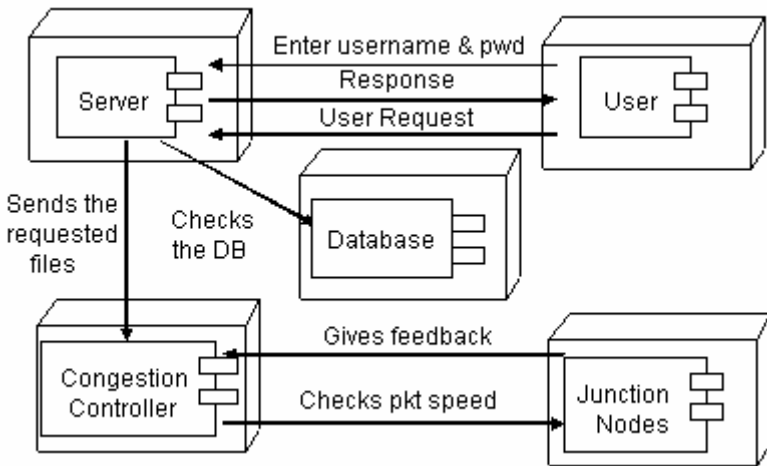 Enter username & pwd
Server
Response
User
User Request
Sends the
requested
files
Checks
the DB
Database
Gives feedback
Congestion
Controller
Checks pkt speed
Junction
Nodes